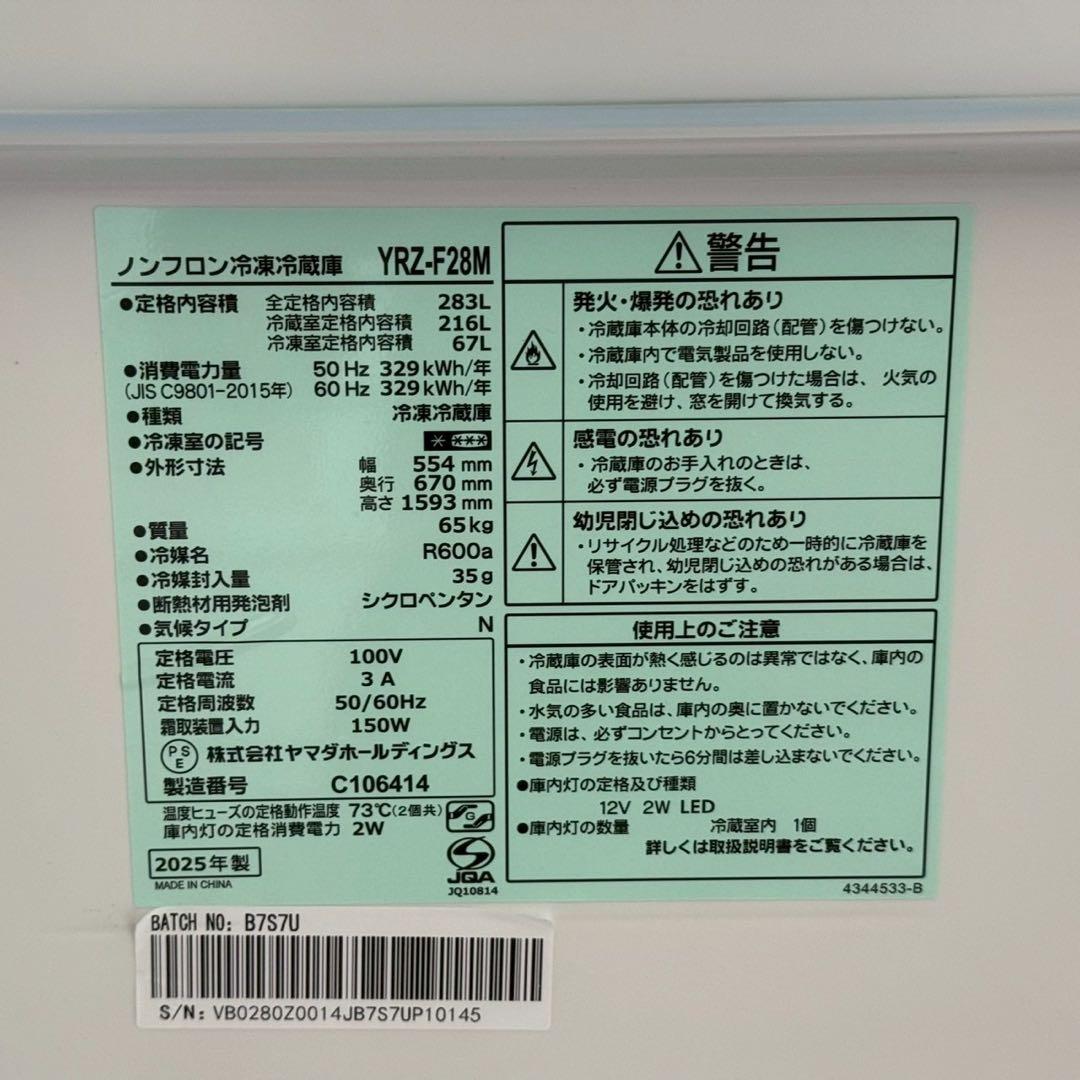 ノンフロン冷凍冷蔵庫 YRZ-F28M
●定格内容積 全定格内容積 283L
冷蔵室定格内容積 216L
冷凍室定格内容積 67L
●消費電力量 50Hz 329kWh/年
(JIS C9801-2015年) 60Hz 329kWh/年
●種類 冷凍冷蔵庫
●冷凍室の記号 * ***
●外形寸法 幅 554 mm
奥行 670 mm
高さ 1593 mm
●質量 65kg
●冷媒名 R600a
●冷媒封入量 35g
●断熱材用発泡剤 シクロペンタン
●気候タイプ N
定格電圧 100V
定格電流 3 A
定格周波数 50/60Hz
霜取装置入力 150W
PSE 株式会社ヤマダホールディングス
製造番号 C106414
温度ヒューズの定格動作温度 73℃(2個共)
庫内灯の定格消費電力 2W
G
2025年製
MADE IN CHINA
JQA
JQ10814
⚠警告
発火・爆発の恐れあり
・冷蔵庫本体の冷却回路(配管)を傷つけない。
・冷蔵庫内で電気製品を使用しない。
・冷却回路(配管)を傷つけた場合は、火気の
使用を避け、窓を開けて換気する。
感電の恐れあり
・冷蔵庫のお手入れのときは、
必ず電源プラグを抜く。
幼児閉じ込めの恐れあり
・リサイクル処理などのため一時的に冷蔵庫を
保管され、幼児閉じ込めの恐れがある場合は、
ドアパッキンをはずす。
使用上のご注意
・冷蔵庫の表面が熱く感じるのは異常ではなく、庫内の
食品には影響ありません。
・水気の多い食品は、庫内の奥に置かないでください。
・電源は、必ずコンセントからとってください。
・電源プラグを抜いたら6分間は差し込まないでください。
●庫内灯の定格及び種類
12V 2W LED
●庫内灯の数量 冷蔵室内 1個
詳しくは取扱説明書をご覧ください。
4344533-B
BATCH NO: B7S7U
S/N: VB0280Z0014JB7S7UP10145